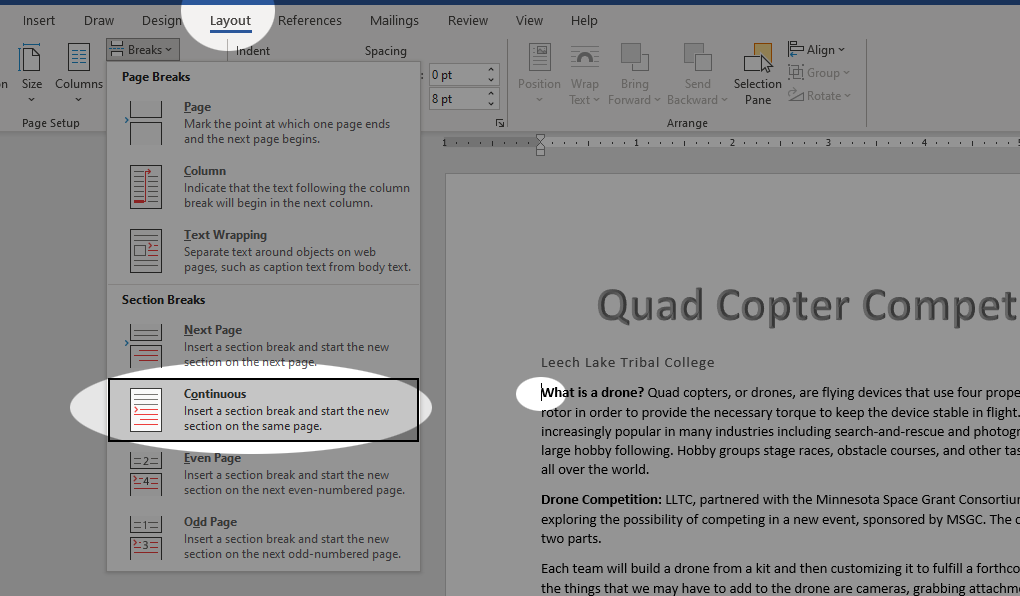 Insert Draw Design Layout References Mailings Review View Help
Breaks Indent Spacing
Size Columns
Page Setup
0 pt
8 pt
Position Wrap Text Bring Forward Send Backward Selection Pane
Align
Group
Rotate
Arrange
Page Breaks
Page
Mark the point at which one page ends
and the next page begins.
Column
Indicate that the text following the column
break will begin in the next column.
Text Wrapping
Separate text around objects on web
pages, such as caption text from body text.
Section Breaks
Next Page
Insert a section break and start the new
section on the next page.
Continuous
Insert a section break and start the new
section on the same page.
Even Page
Insert a section break and start the new
section on the next even-numbered page.
Odd Page
Insert a section break and start the new
section on the next odd-numbered page.
1 1 2 3 4
Quad Copter Compet
Leech Lake Tribal College
What is a drone? Quad copters, or drones, are flying devices that use four prope
rotor in order to provide the necessary torque to keep the device stable in flight.
increasingly popular in many industries including search-and-rescue and photogr
large hobby following. Hobby groups stage races, obstacle courses, and other tas
all over the world.
Drone Competition: LLTC, partnered with the Minnesota Space Grant Consortiun
exploring the possibility of competing in a new event, sponsored by MSGC. The c
two parts.
Each team will build a drone from a kit and then customizing it to fulfill a forthco
the things that we may have to add to the drone are cameras, grabbing attachme